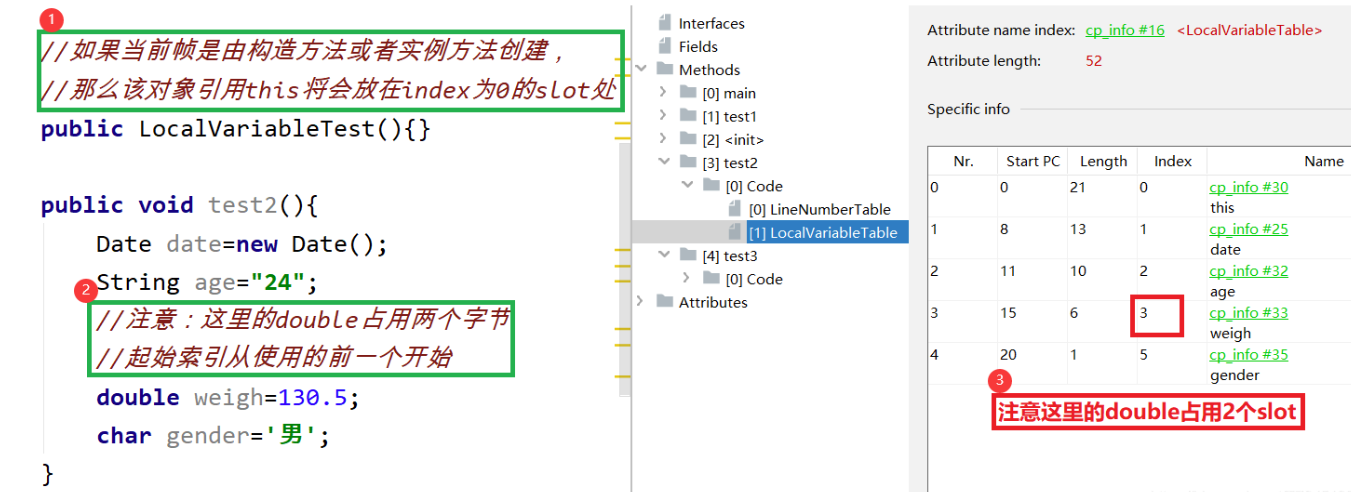 1
//如果当前帧是由构造方法或者实例方法创建，
//那么该对象引用this将会放在index为0的slot处
public LocalVariableTest(){}
public void test2(){
Date date=new Date();
String age="24";
2
//注意：这里的double占用两个字节
//起始索引从使用的前一个开始
double weigh=130.5;
char gender='男';
}
Interfaces
Fields
Methods
[0] main
[1] test1
[2] <init>
[3] test2
[0] Code
[0] LineNumberTable
[1] LocalVariableTable
[4] test3
[0] Code
Attributes
Attribute name index: cp_info #16 <LocalVariableTable>
Attribute length: 52
Specific info
Nr. Start PC Length Index Name
0 0 21 0 cp_info #30
this
1 8 13 1 cp_info #25
date
2 11 10 2 cp_info #32
age
3 15 6 3 cp_info #33
weigh
4 20 1 5 cp_info #35
gender
3
注意这里的double占用2个slot